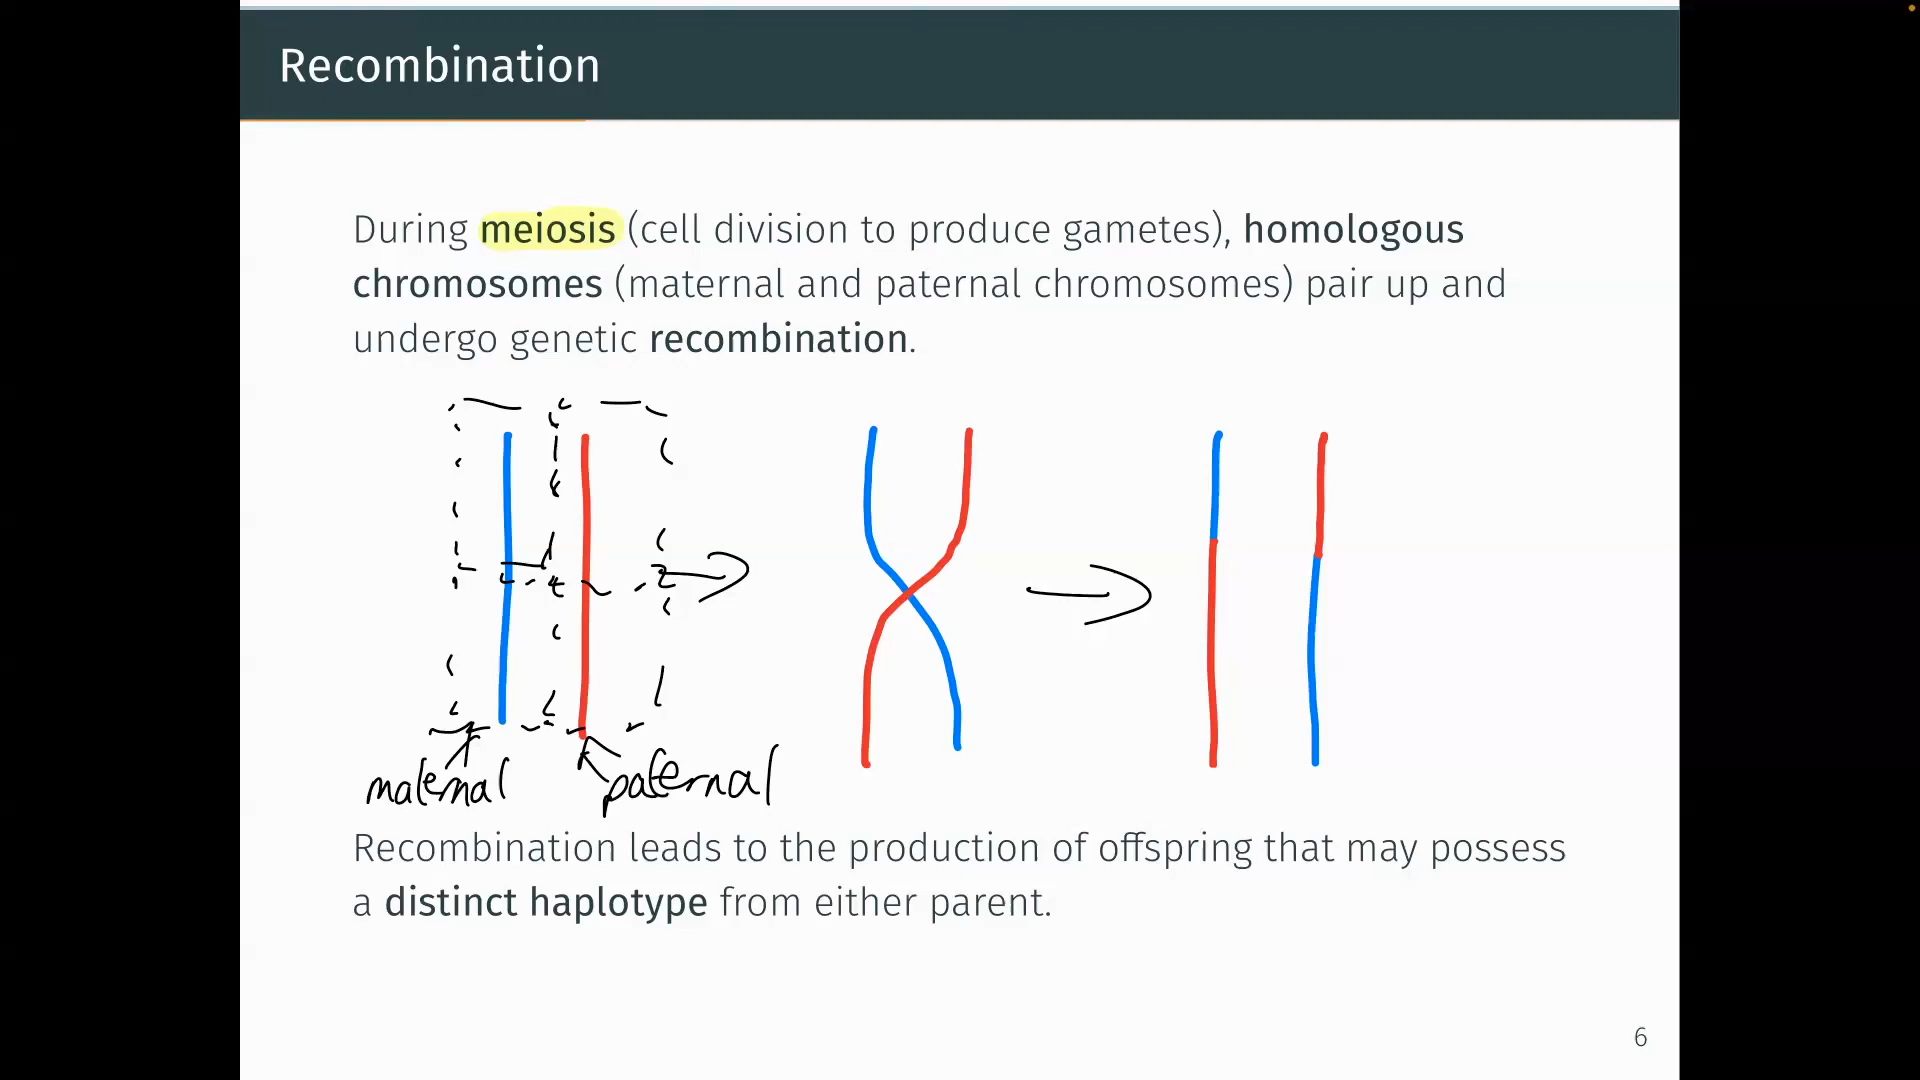 Recombination
During meiosis (cell division to produce gametes), homologous
chromosomes (maternal and paternal chromosomes) pair up and
undergo genetic recombination.
maternal paternal
Recombination leads to the production of offspring that may possess
a distinct haplotype from either parent.
6